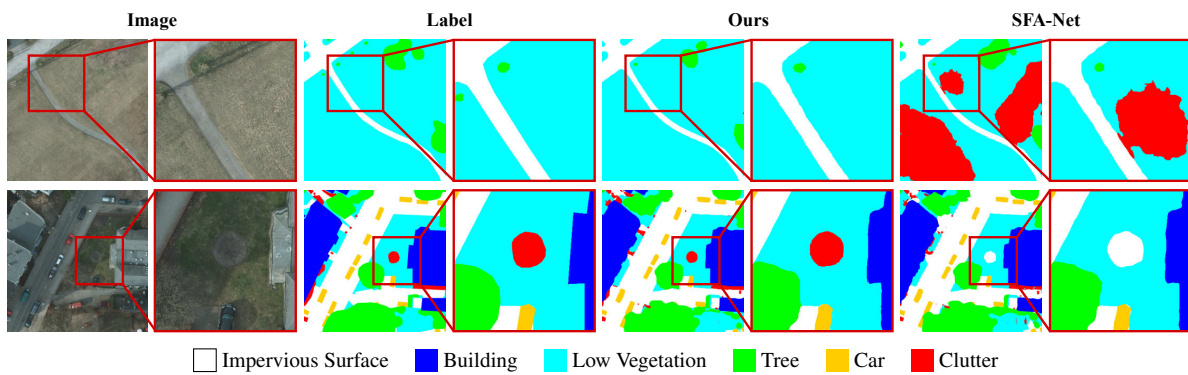 Image Label Ours SFA-Net
Impervious Surface Building Low Vegetation Tree Car Clutter